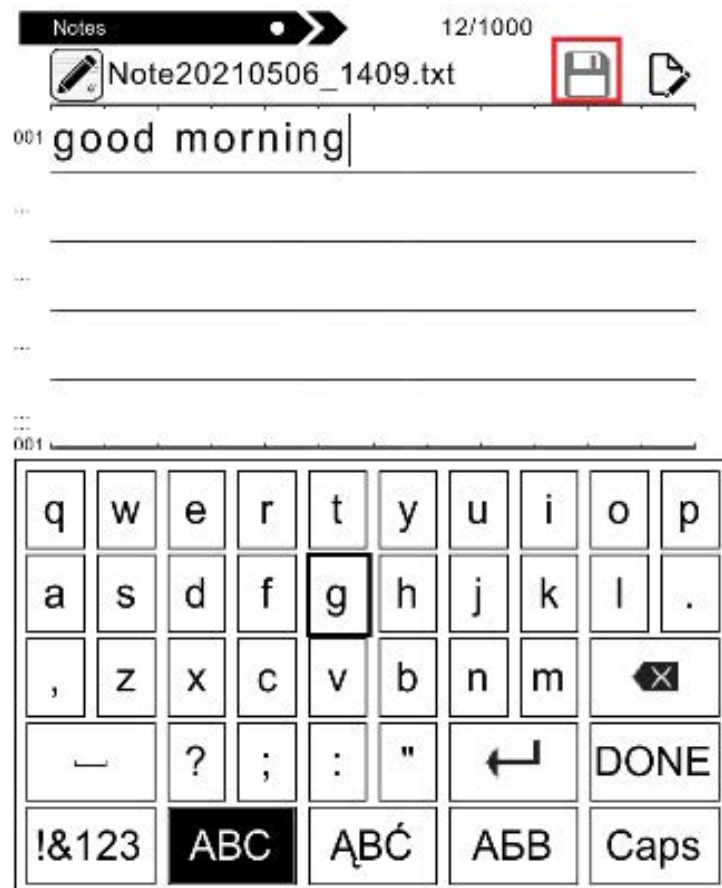 Notes 12/1000
Note20210506_1409.txt
001 good morning
001
q w e r t y u i o p
a s d f g h j k l .
, z x c v b n m
? ; : " DONE
!&123 ABC ĄBĆ АБВ Caps